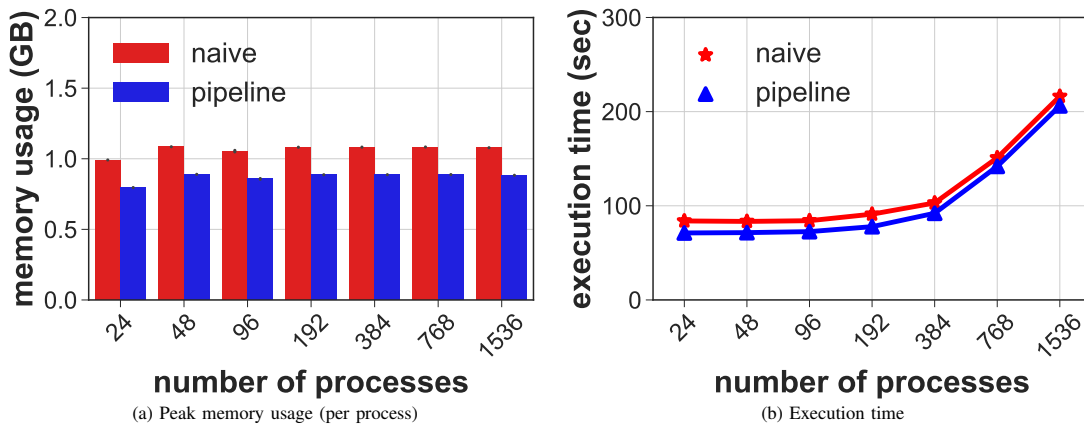 memory usage (GB)
2.0
1.5
1.0
0.5
0.0
naive
pipeline
24
48
96
192
384
768
1536
number of processes
(a) Peak memory usage (per process)
execution time (sec)
300
200
100
0
naive
pipeline
24
48
96
192
384
768
1536
number of processes
(b) Execution time